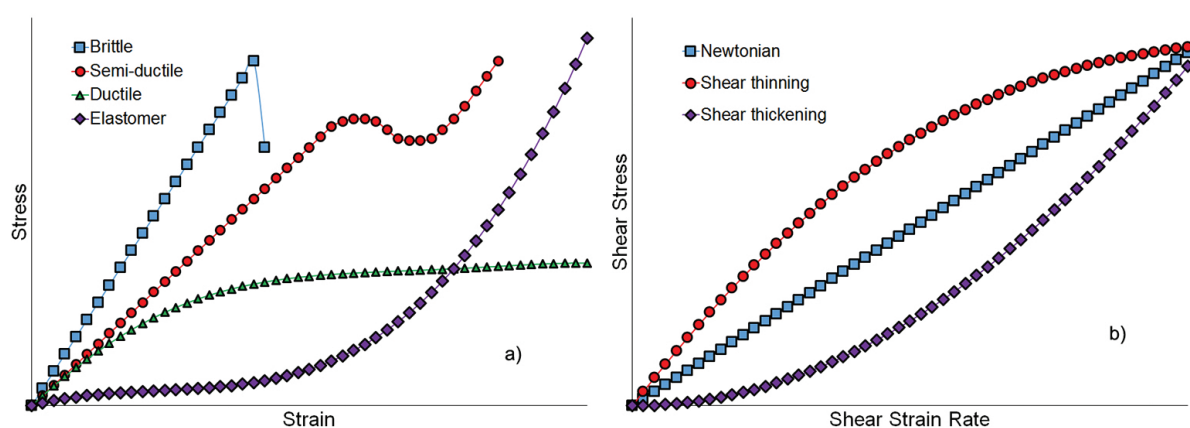 Brittle
Semi-ductile
Ductile
Elastomer
Stress
Strain
a)
Newtonian
Shear thinning
Shear thickening
Shear Stress
Shear Strain Rate
b)